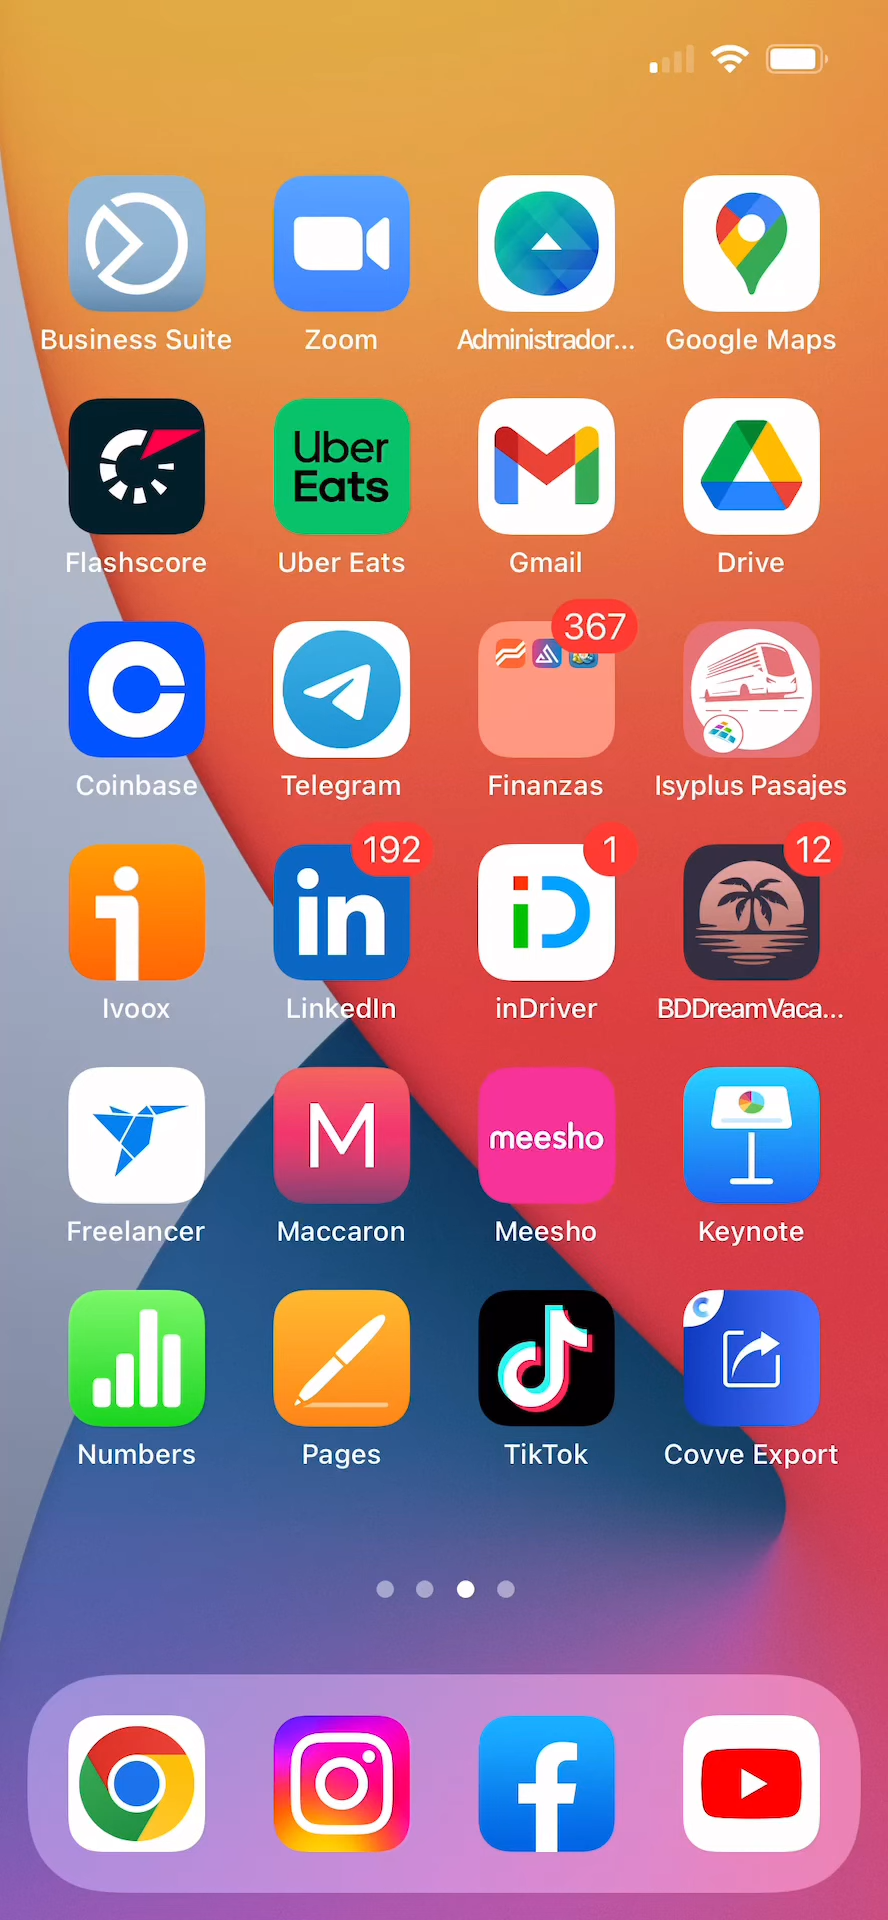 Business Suite
Zoom
Administrador...
Google Maps
Uber
Eats
Flashscore
Uber Eats
Gmail
Drive
367
Coinbase
Telegram
Finanzas
Isyplus Pasajes
192
1
12
in
iD
Ivoox
LinkedIn
inDriver
BDDreamVaca...
M
meesho
Freelancer
Maccaron
Meesho
Keynote
Numbers
Pages
TikTok
Covve Export